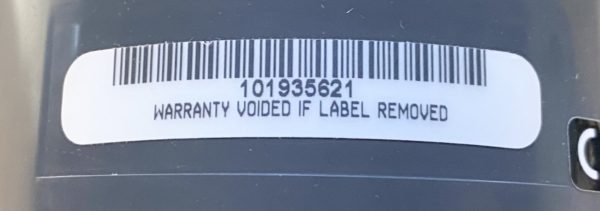 101935621
WARRANTY VOIDED IF LABEL REMOVED